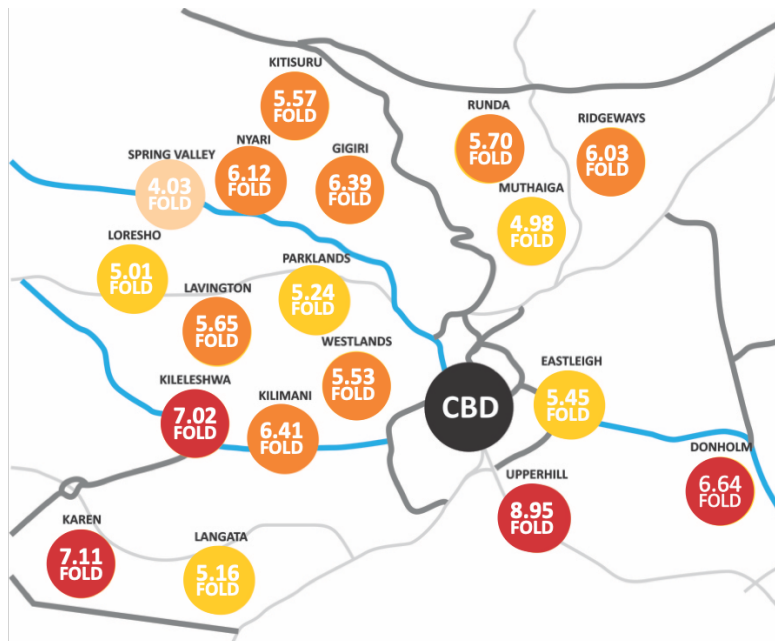 KITISURU
5.57
FOLD
RUNDA
5.70
FOLD
RIDGEWAYS
6.03
FOLD
NYARI
6.12
FOLD
GIGIRI
6.39
FOLD
SPRING VALLEY
4.03
FOLD
MUTHAIGA
4.98
FOLD
LORESHO
5.01
FOLD
PARKLANDS
5.24
FOLD
LAVINGTON
5.65
FOLD
WESTLANDS
5.53
FOLD
KILELESHWA
7.02
FOLD
KILIMANI
6.41
FOLD
CBD
EASTLEIGH
5.45
FOLD
DONHOLM
6.64
FOLD
UPPERHILL
8.95
FOLD
KAREN
7.11
FOLD
LANGATA
5.16
FOLD